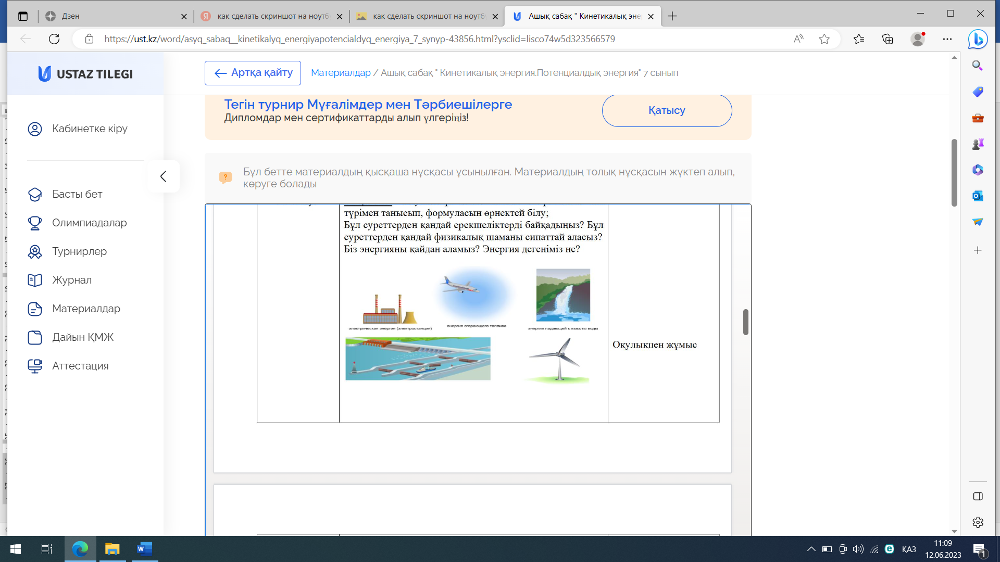 Дзен
как сделать скриншот на ноутбу
как сделать скриншот на ноутбу
Ашық сабақ " Кинетикалық эне
https://ust.kz/word/asyq_sabaq__kinetikalyq_energiyapotencialdyq_energiya_7_synyp-43856.html?ysclid=lisco74w5d323566579
USTAZ TILEGI
Артқа қайту
Материалдар / Ашық сабақ " Кинетикалық энергия.Потенциалдық энергия" 7 сынып
Тегін турнир Мұғалімдер мен Тәрбиешілерге
Дипломдар мен сертификаттарды алып үлгеріңіз!
Қатысу
Кабинетке кіру
Бұл бетте материалдың қысқаша нұсқасы ұсынылған. Материалдың толық нұсқасын жүктеп алып,
көруге болады
Басты бет
Олимпиадалар
Турнирлер
Журнал
Материалдар
Дайын ҚМЖ
Аттестация
түрімен танысып, формуласын өрнектей білу;
Бұл суреттерден қандай ерекшеліктерді байқадыңыз? Бұл
суреттерден қандай физикалық шаманы сипаттай аласыз?
Біз энергияны қайдан аламыз? Энергия дегеніміз не?
электрическая энергия (электростанция)
энергия сгорающего топлива
энергия падающей с высоты воды
Оқулықпен жұмыс
ҚАЗ
11:09
12.06.2023
1